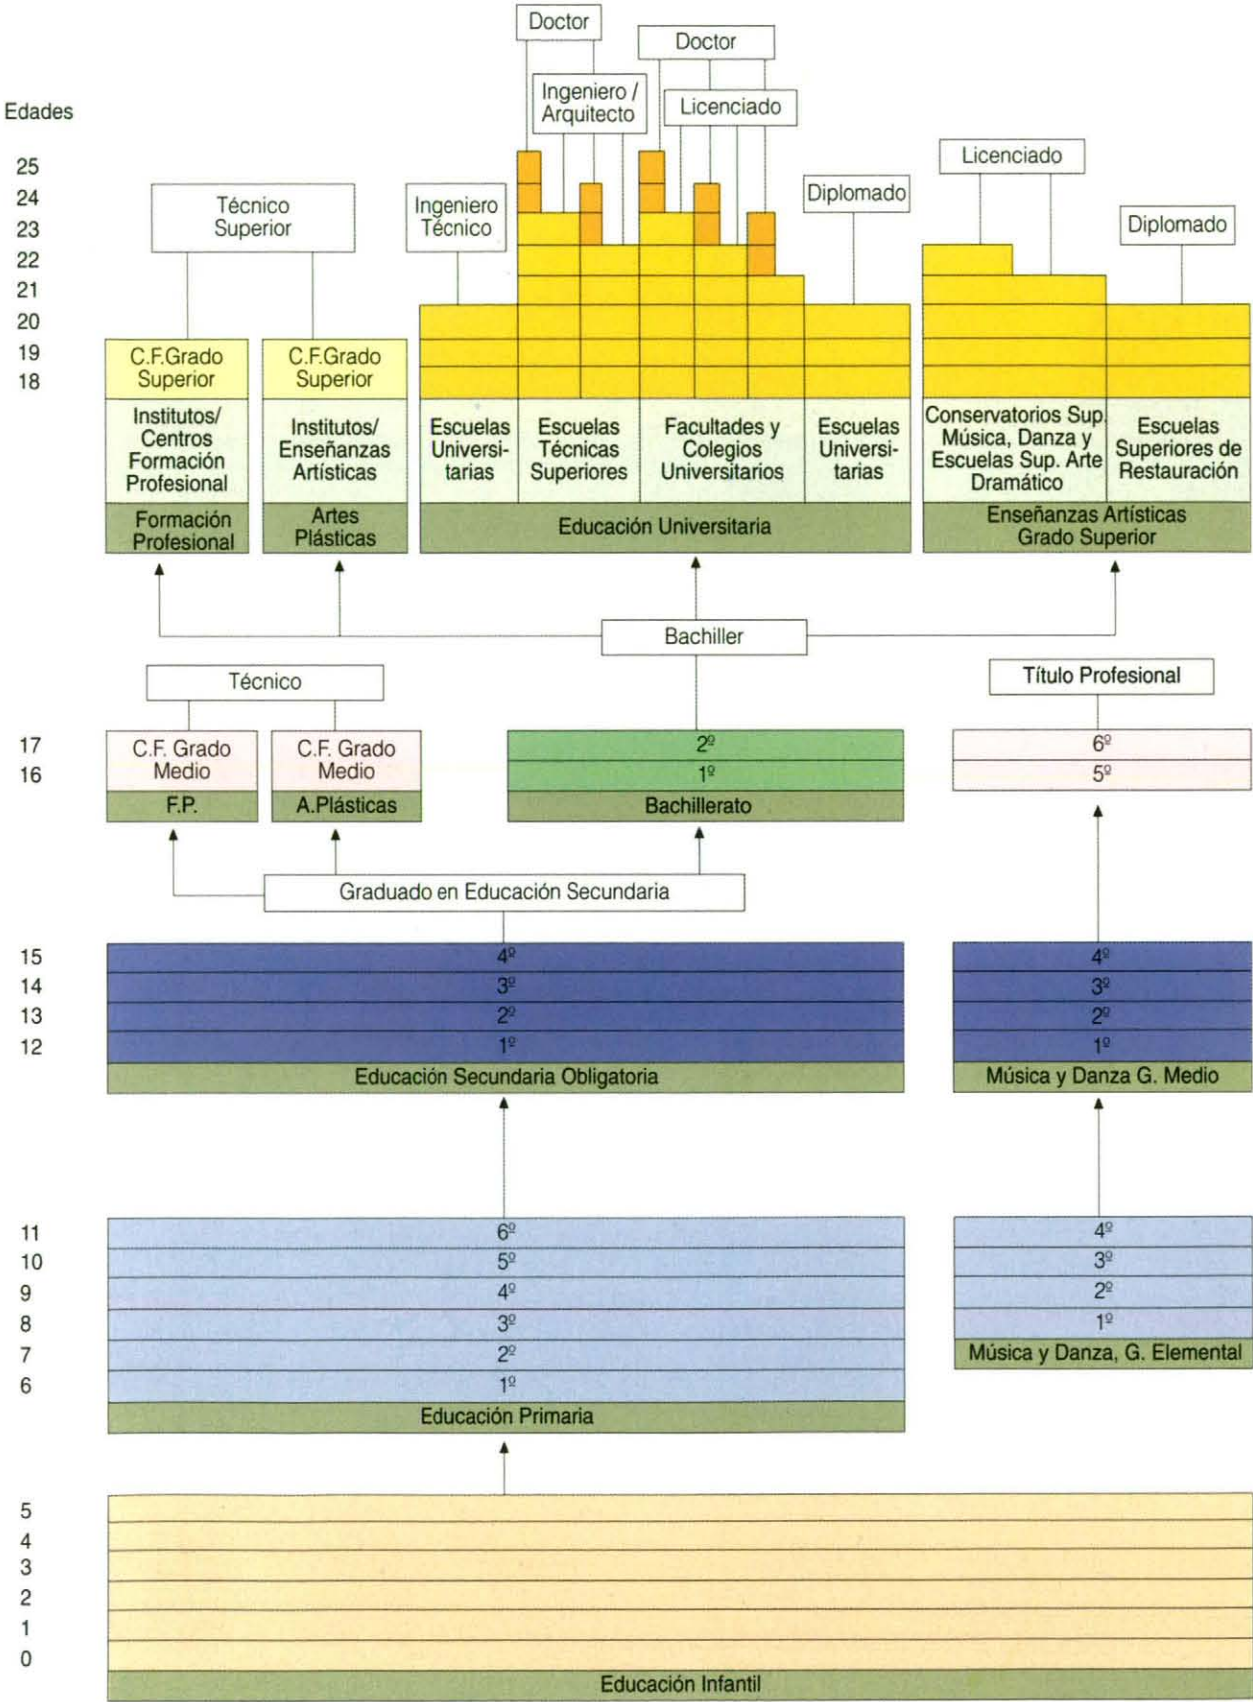 Doctor
Doctor
Ingeniero /
Arquitecto
Licenciado
Edades
25
24
23
22
21
20
19
18
Técnico
Superior
Ingeniero
Técnico
Diplomado
Licenciado
Diplomado
C.F.Grado
Superior
C.F.Grado
Superior
Institutos/
Centros
Formación
Profesional
Institutos/
Enseñanzas
Artísticas
Escuelas
Universi-
tarias
Escuelas
Técnicas
Superiores
Facultades y
Colegios
Universitarios
Escuelas
Universi-
tarias
Conservatorios Sup.
Música, Danza y
Escuelas Sup. Arte
Dramático
Escuelas
Superiores de
Restauración
Formación
Profesional
Artes
Plásticas
Educación Universitaria
Enseñanzas Artísticas
Grado Superior
Bachiller
Técnico
Título Profesional
17
16
C.F. Grado
Medio
F.P.
C.F. Grado
Medio
A.Plásticas
2º
1º
Bachillerato
6º
5º
Graduado en Educación Secundaria
15
14
13
12
4º
3º
2º
1º
Educación Secundaria Obligatoria
4º
3º
2º
1º
Música y Danza G. Medio
11
10
9
8
7
6
6º
5º
4º
3º
2º
1º
Educación Primaria
4º
3º
2º
1º
Música y Danza, G. Elemental
5
4
3
2
1
0
Educación Infantil